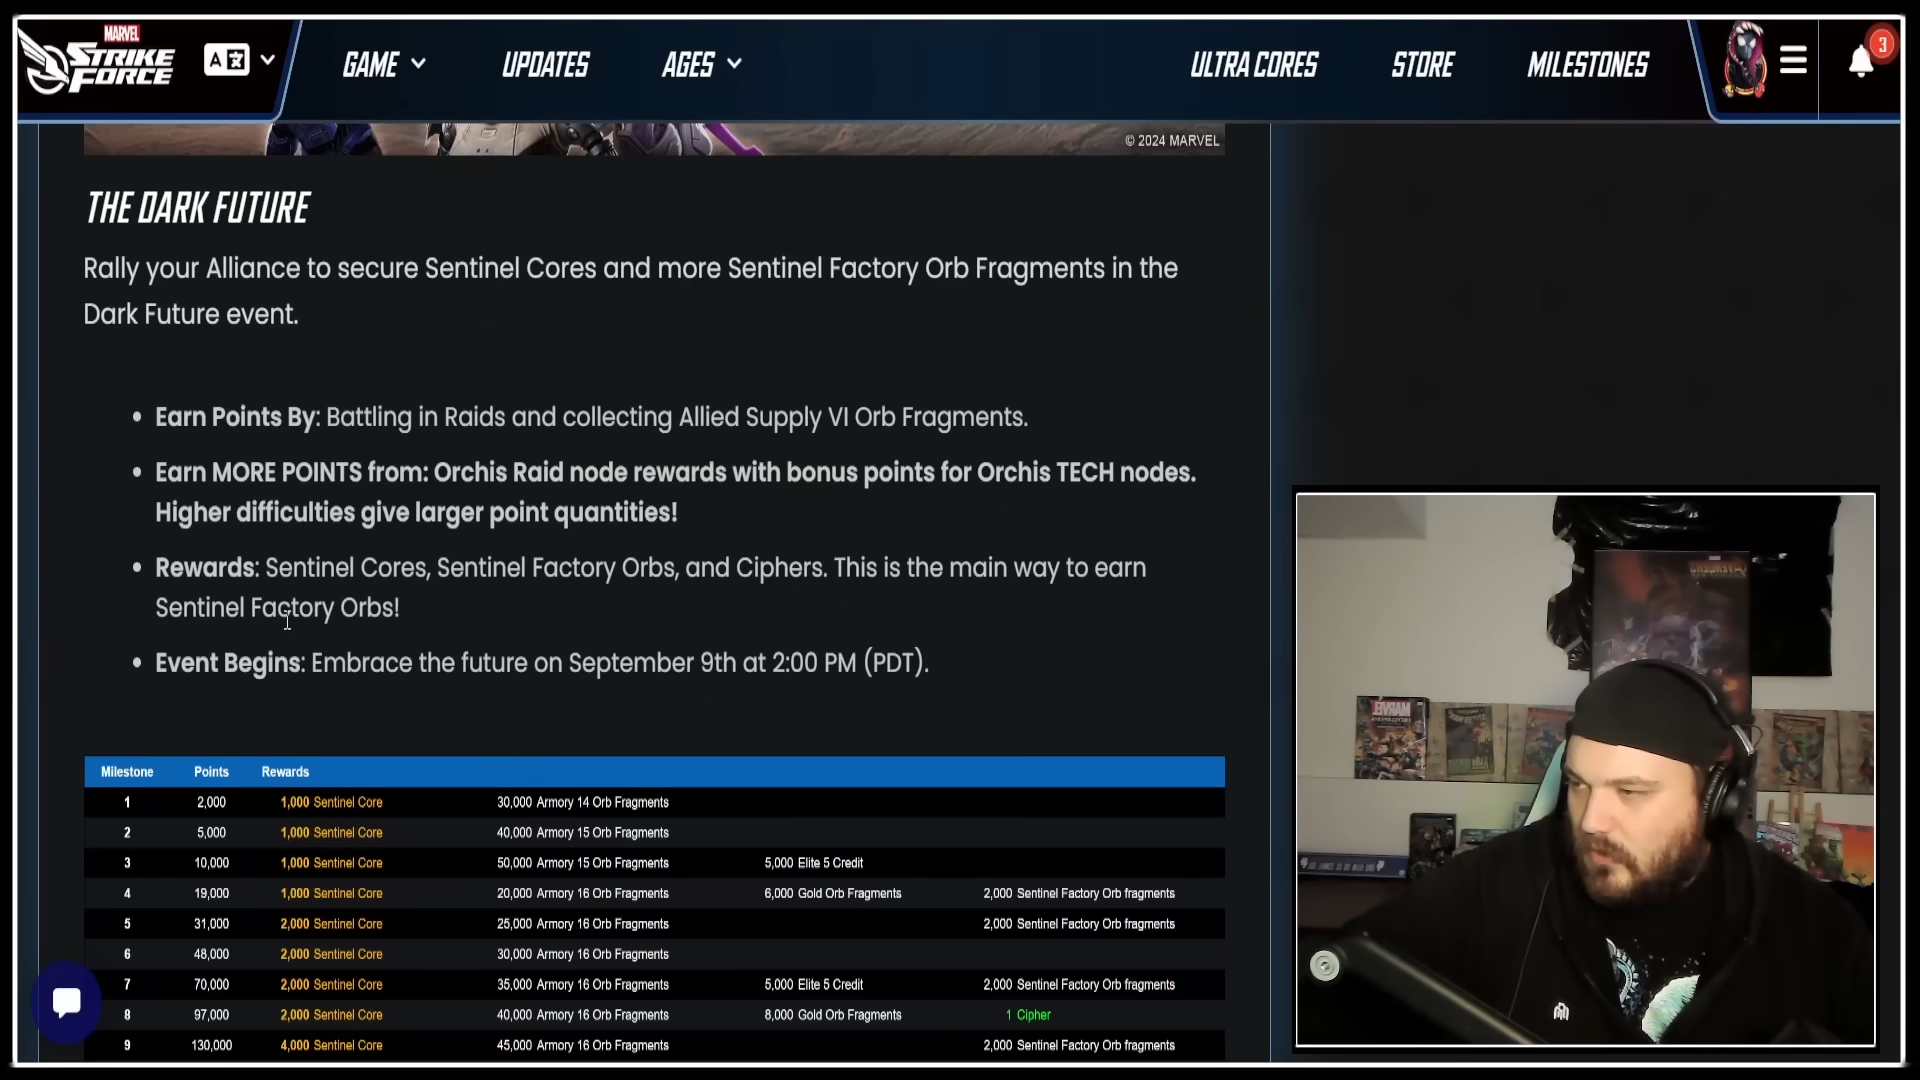 MARVEL
STRIKE
FORCE
GAME
UPDATES
AGES
ULTRA CORES
STORE
MILESTONES
3
© 2024 MARVEL
THE DARK FUTURE
Rally your Alliance to secure Sentinel Cores and more Sentinel Factory Orb Fragments in the
Dark Future event.
• Earn Points By: Battling in Raids and collecting Allied Supply VI Orb Fragments.
• Earn MORE POINTS from: Orchis Raid node rewards with bonus points for Orchis TECH nodes.
Higher difficulties give larger point quantities!
• Rewards: Sentinel Cores, Sentinel Factory Orbs, and Ciphers. This is the main way to earn
Sentinel Factory Orbs!
• Event Begins: Embrace the future on September 9th at 2:00 PM (PDT).
Milestone Points Rewards
1 2,000 1,000 Sentinel Core 30,000 Armory 14 Orb Fragments
2 5,000 1,000 Sentinel Core 40,000 Armory 15 Orb Fragments
3 10,000 1,000 Sentinel Core 50,000 Armory 15 Orb Fragments 5,000 Elite 5 Credit
4 19,000 1,000 Sentinel Core 20,000 Armory 16 Orb Fragments 6,000 Gold Orb Fragments 2,000 Sentinel Factory Orb fragments
5 31,000 2,000 Sentinel Core 25,000 Armory 16 Orb Fragments 2,000 Sentinel Factory Orb fragments
6 48,000 2,000 Sentinel Core 30,000 Armory 16 Orb Fragments
7 70,000 2,000 Sentinel Core 35,000 Armory 16 Orb Fragments 5,000 Elite 5 Credit 2,000 Sentinel Factory Orb fragments
8 97,000 2,000 Sentinel Core 40,000 Armory 16 Orb Fragments 8,000 Gold Orb Fragments 1 Cipher
9 130,000 4,000 Sentinel Core 45,000 Armory 16 Orb Fragments 2,000 Sentinel Factory Orb fragments
MARVEL